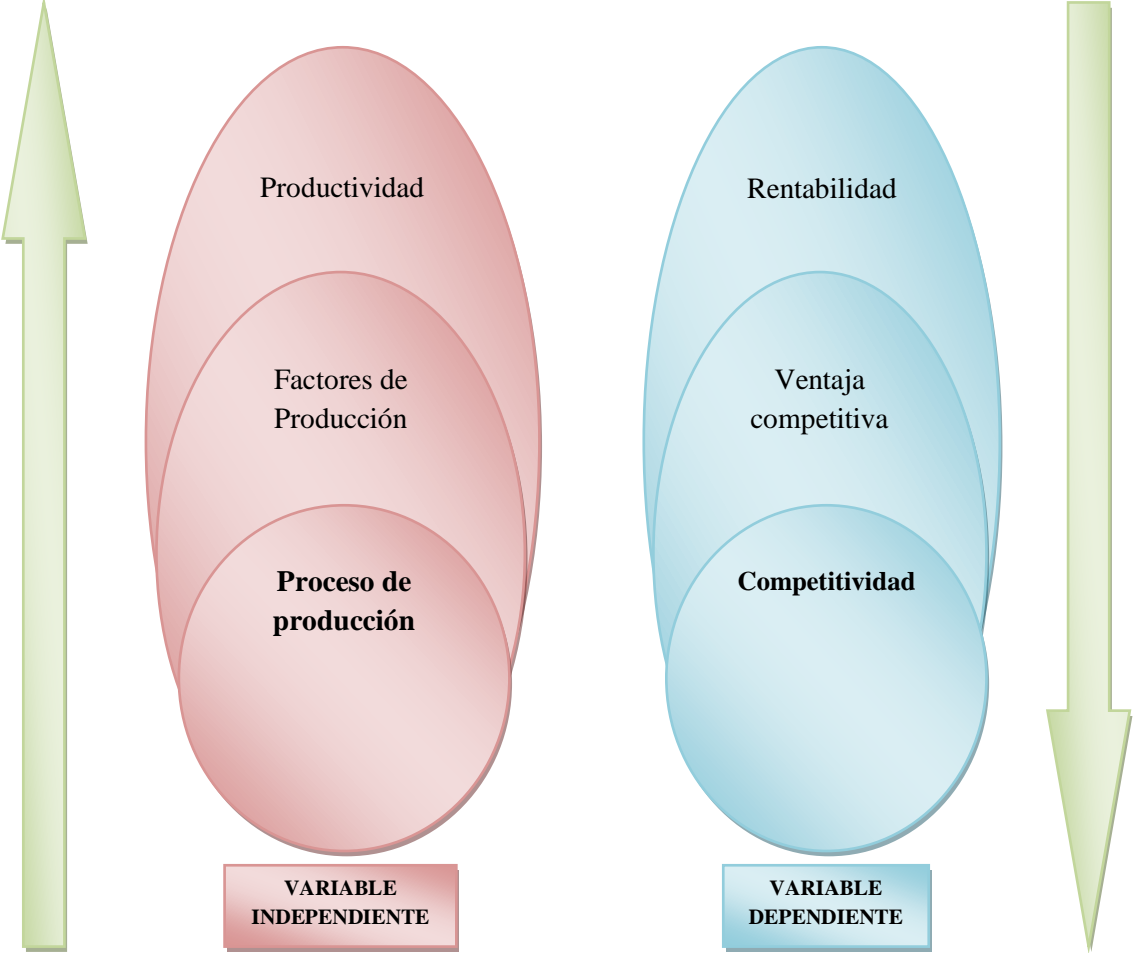 Productividad
Factores de
Producción
Proceso de
producción
VARIABLE
INDEPENDIENTE
Rentabilidad
Ventaja
competitiva
Competitividad
VARIABLE
DEPENDIENTE